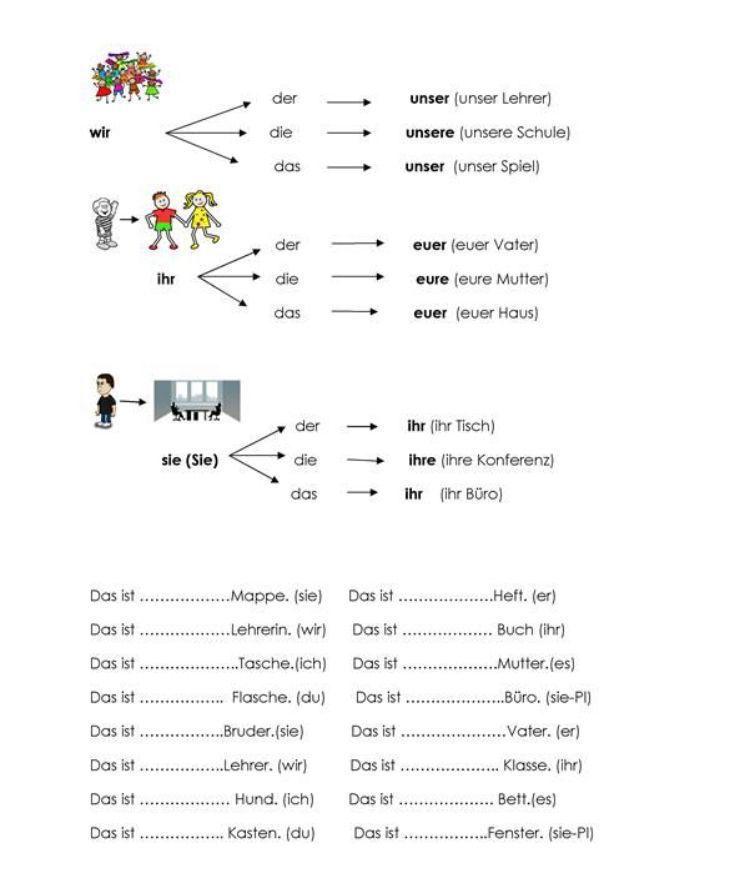 der unser (unser Lehrer)
wir die unsere (unsere Schule)
das unser (unser Spiel)
der euer (euer Vater)
ihr die eure (eure Mutter)
das euer (euer Haus)
der ihr (ihr Tisch)
sie (Sie) die ihre (ihre Konferenz)
das ihr (ihr Büro)
Das ist ..................Mappe. (sie) Das ist ...................Heft. (er)
Das ist ..................Lehrerin. (wir) Das ist .................. Buch (ihr)
Das ist ....................Tasche.(ich) Das ist ...................Mutter.(es)
Das ist ................. Flasche. (du) Das ist ....................Büro. (sie-Pl)
Das ist .................Bruder.(sie) Das ist .....................Vater. (er)
Das ist .................Lehrer. (wir) Das ist .................... Klasse. (ihr)
Das ist .................. Hund. (ich) Das ist ................... Bett.(es)
Das ist ................. Kasten. (du) Das ist .................Fenster. (sie-Pl)